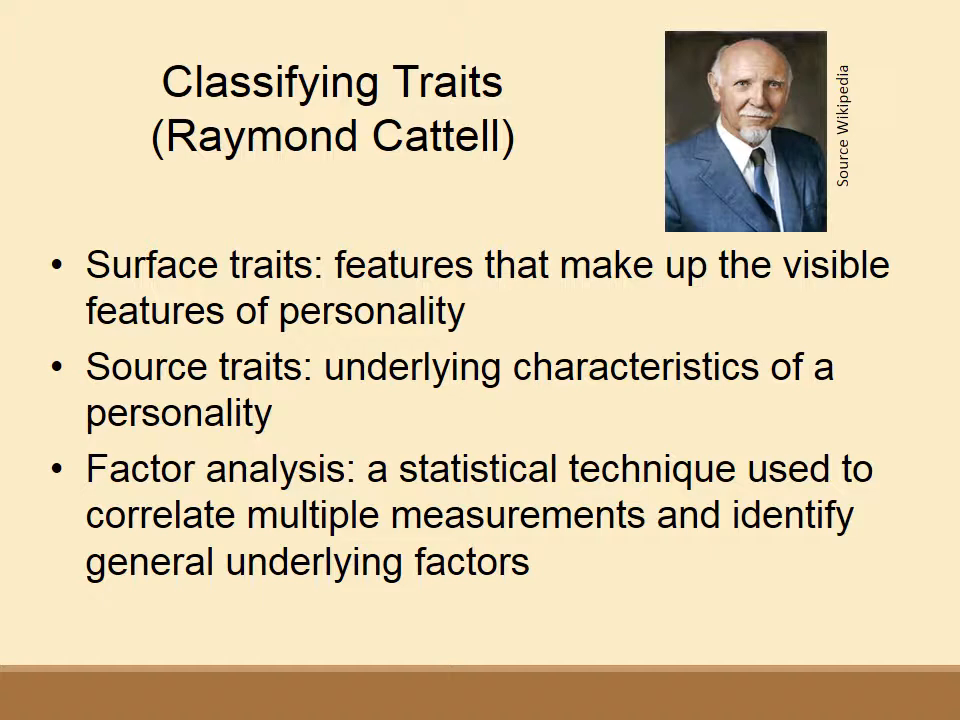 Classifying Traits
(Raymond Cattell)
Source Wikipedia
• Surface traits: features that make up the visible
features of personality
• Source traits: underlying characteristics of a
personality
• Factor analysis: a statistical technique used to
correlate multiple measurements and identify
general underlying factors